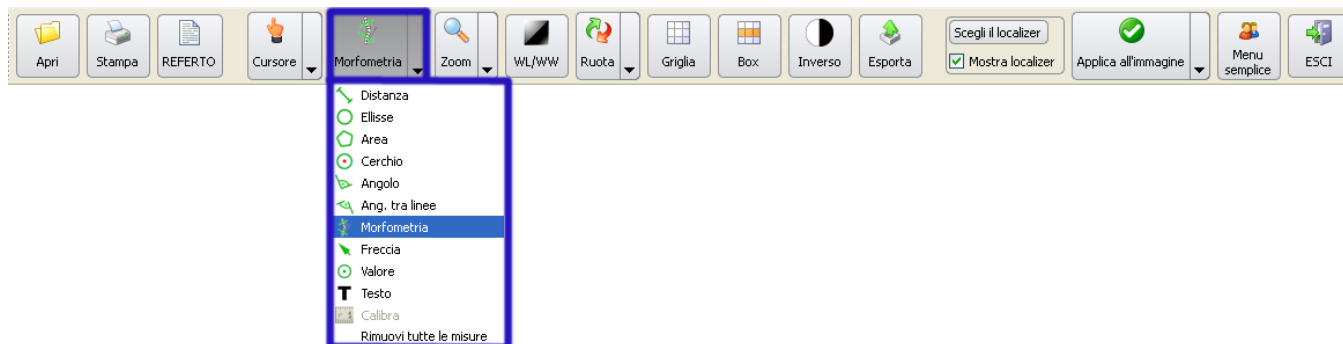 Apri
Stampa
REFERTO
Cursore
Morfometria
Zoom
WL/WW
Ruota
Griglia
Box
Inverso
Esporta
Scegli il localizer
Mostra localizer
Applica all'immagine
Menu
semplice
ESCI
Distanza
Ellisse
Area
Cerchio
Angolo
Ang. tra linee
Morfometria
Freccia
Valore
T Testo
Calibra
Rimuovi tutte le misure